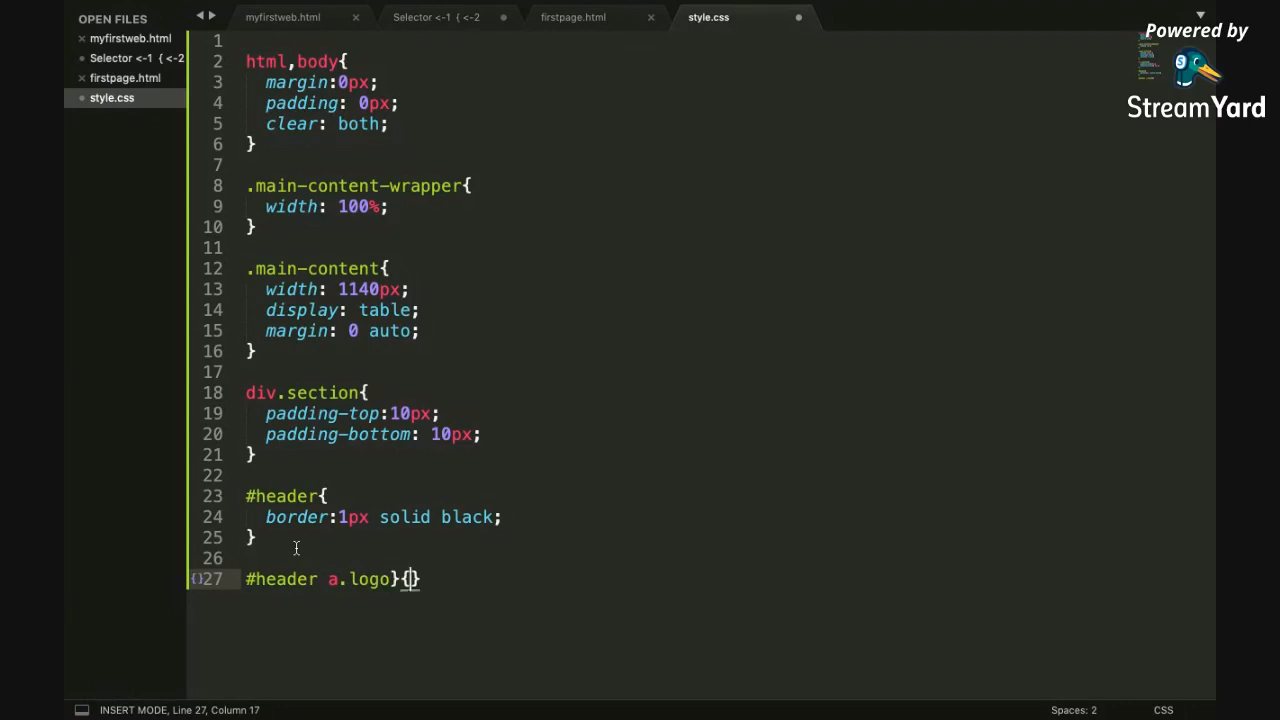 OPEN FILES
× myfirstweb.html
• Selector <-1 { <-2
× firstpage.html
• style.css
myfirstweb.html ×
Selector <-1 { <-2 •
firstpage.html ×
style.css •
Powered by
StreamYard
1
2 html,body{
3 margin:0px;
4 padding: 0px;
5 clear: both;
6 }
7
8 .main-content-wrapper{
9 width: 100%;
10 }
11
12 .main-content{
13 width: 1140px;
14 display: table;
15 margin: 0 auto;
16 }
17
18 div.section{
19 padding-top:10px;
20 padding-bottom: 10px;
21 }
22
23 #header{
24 border:1px solid black;
25 }
26
{}27 #header a.logo}{}
INSERT MODE, Line 27, Column 17
Spaces: 2
CSS